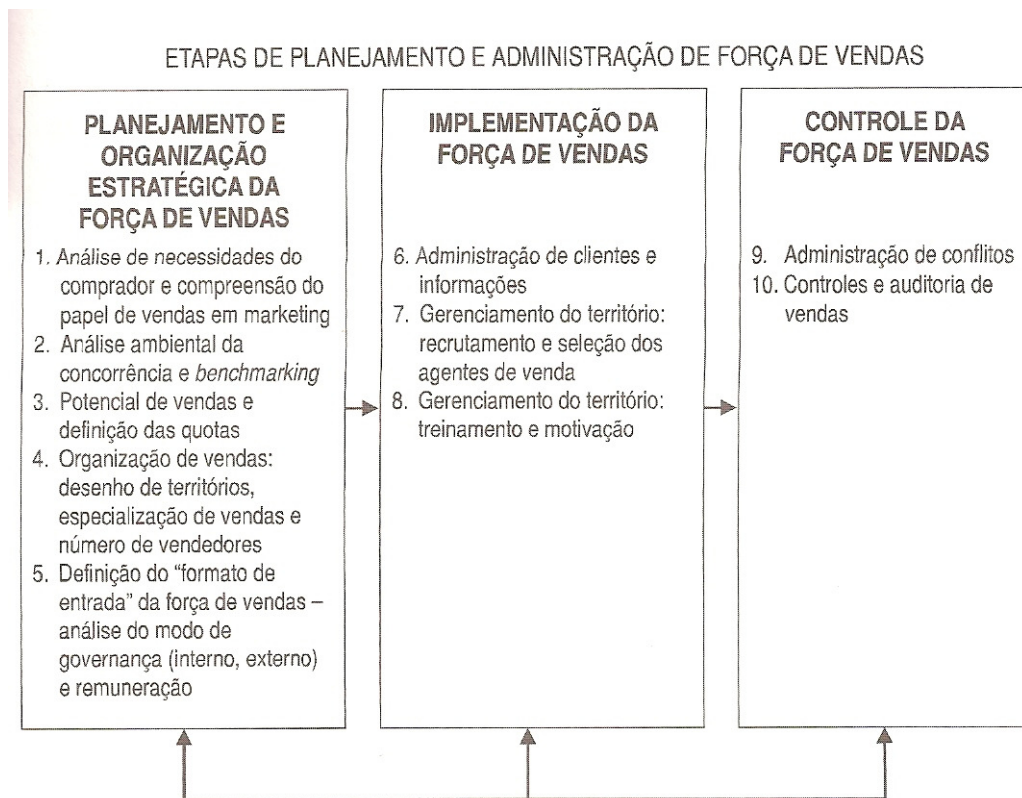 ETAPAS DE PLANEJAMENTO E ADMINISTRAÇÃO DE FORÇA DE VENDAS
PLANEJAMENTO E
ORGANIZAÇÃO
ESTRATÉGICA DA
FORÇA DE VENDAS
1. Análise de necessidades do
comprador e compreensão do
papel de vendas em marketing
2. Análise ambiental da
concorrência e benchmarking
3. Potencial de vendas e
definição das quotas
4. Organização de vendas:
desenho de territórios,
especialização de vendas e
número de vendedores
5. Definição do “formato de
entrada” da força de vendas –
análise do modo de
governança (interno, externo)
e remuneração
IMPLEMENTAÇÃO DA
FORÇA DE VENDAS
6. Administração de clientes e
informações
7. Gerenciamento do território:
recrutamento e seleção dos
agentes de venda
8. Gerenciamento do território:
treinamento e motivação
CONTROLE DA
FORÇA DE VENDAS
9. Administração de conflitos
10. Controles e auditoria de
vendas